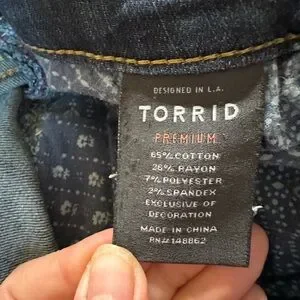 DESIGNED IN L.A.
TORRID
PREMIUM
65% COTTON
26% RAYON
7% POLYESTER
2% SPANDEX
EXCLUSIVE OF
DECORATION
MADE IN CHINA
RN# 148862